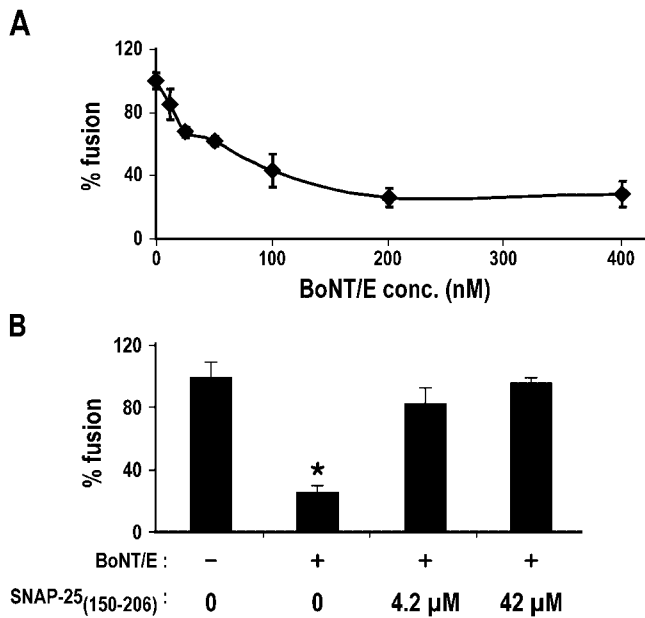 A
120
80
40
0
% fusion
0 100 200 300 400
BoNT/E conc. (nM)
B
120
80
40
0
% fusion
*
BoNT/E : – + + +
SNAP-25(150-206) : 0 0 4.2 µM 42 µM